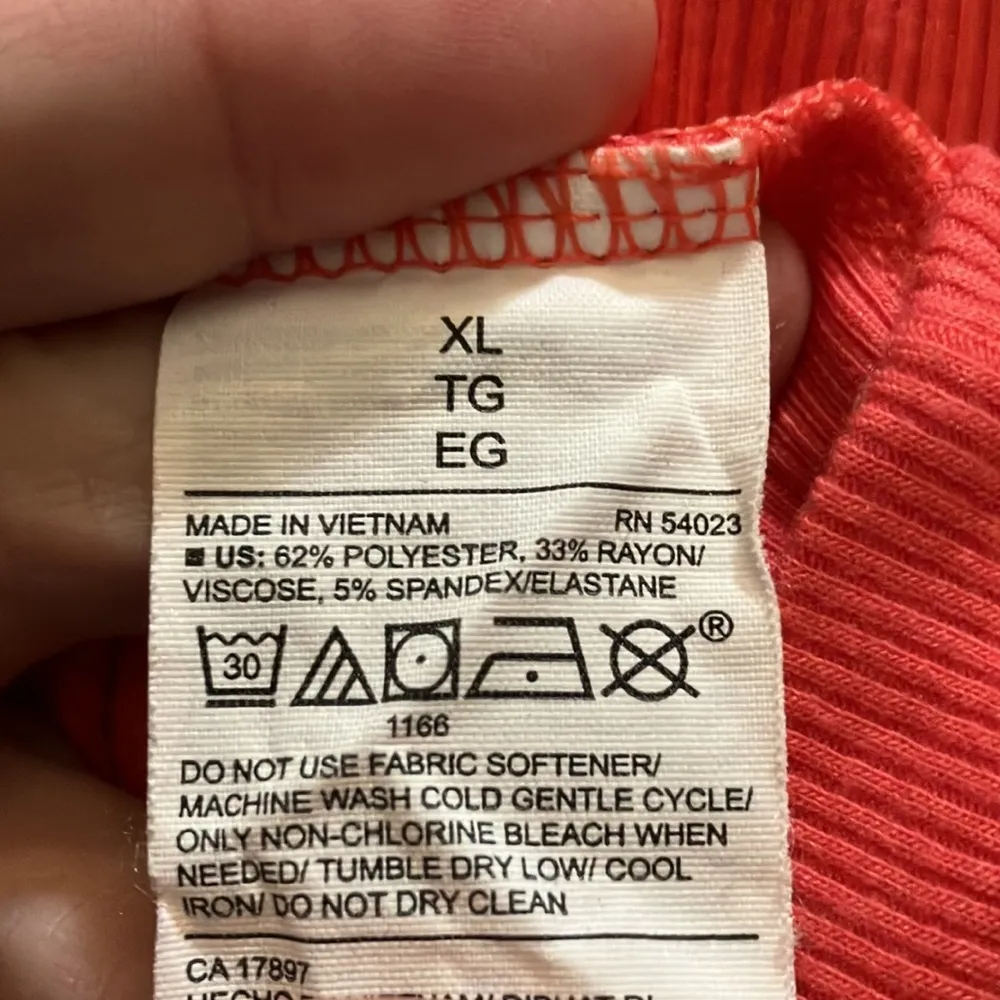 XL
TG
EG
MADE IN VIETNAM RN 54023
US: 62% POLYESTER, 33% RAYON/
VISCOSE, 5% SPANDEX/ELASTANE
30 ®
1166
DO NOT USE FABRIC SOFTENER/
MACHINE WASH COLD GENTLE CYCLE/
ONLY NON-CHLORINE BLEACH WHEN
NEEDED/ TUMBLE DRY LOW/ COOL
IRON/ DO NOT DRY CLEAN
CA 17897
HECHO